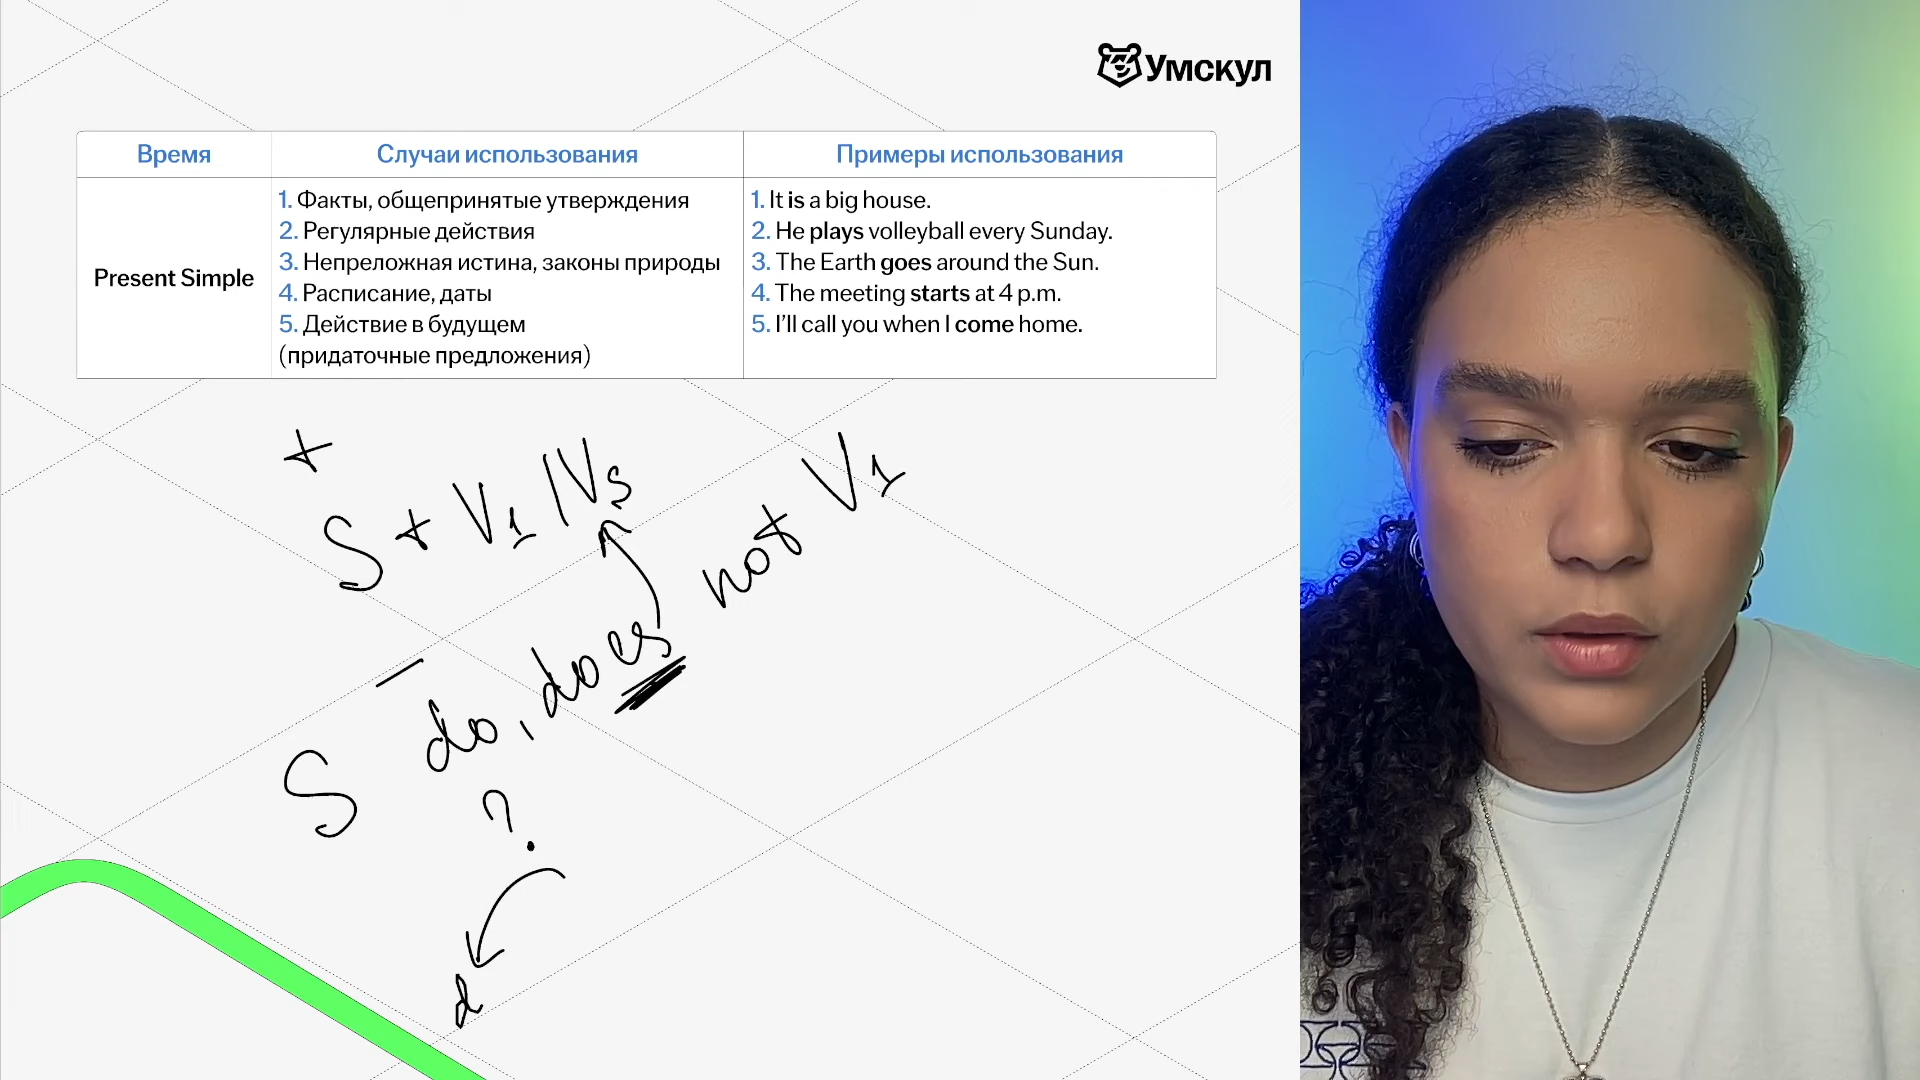 Умскул
Время Случаи использования Примеры использования
Present Simple
1. Факты, общепринятые утверждения
2. Регулярные действия
3. Непреложная истина, законы природы
4. Расписание, даты
5. Действие в будущем
(придаточные предложения)
1. It is a big house.
2. He plays volleyball every Sunday.
3. The Earth goes around the Sun.
4. The meeting starts at 4 p.m.
5. I'll call you when I come home.
+
S + V1 / Vs
–
S do, does not V1
?
d